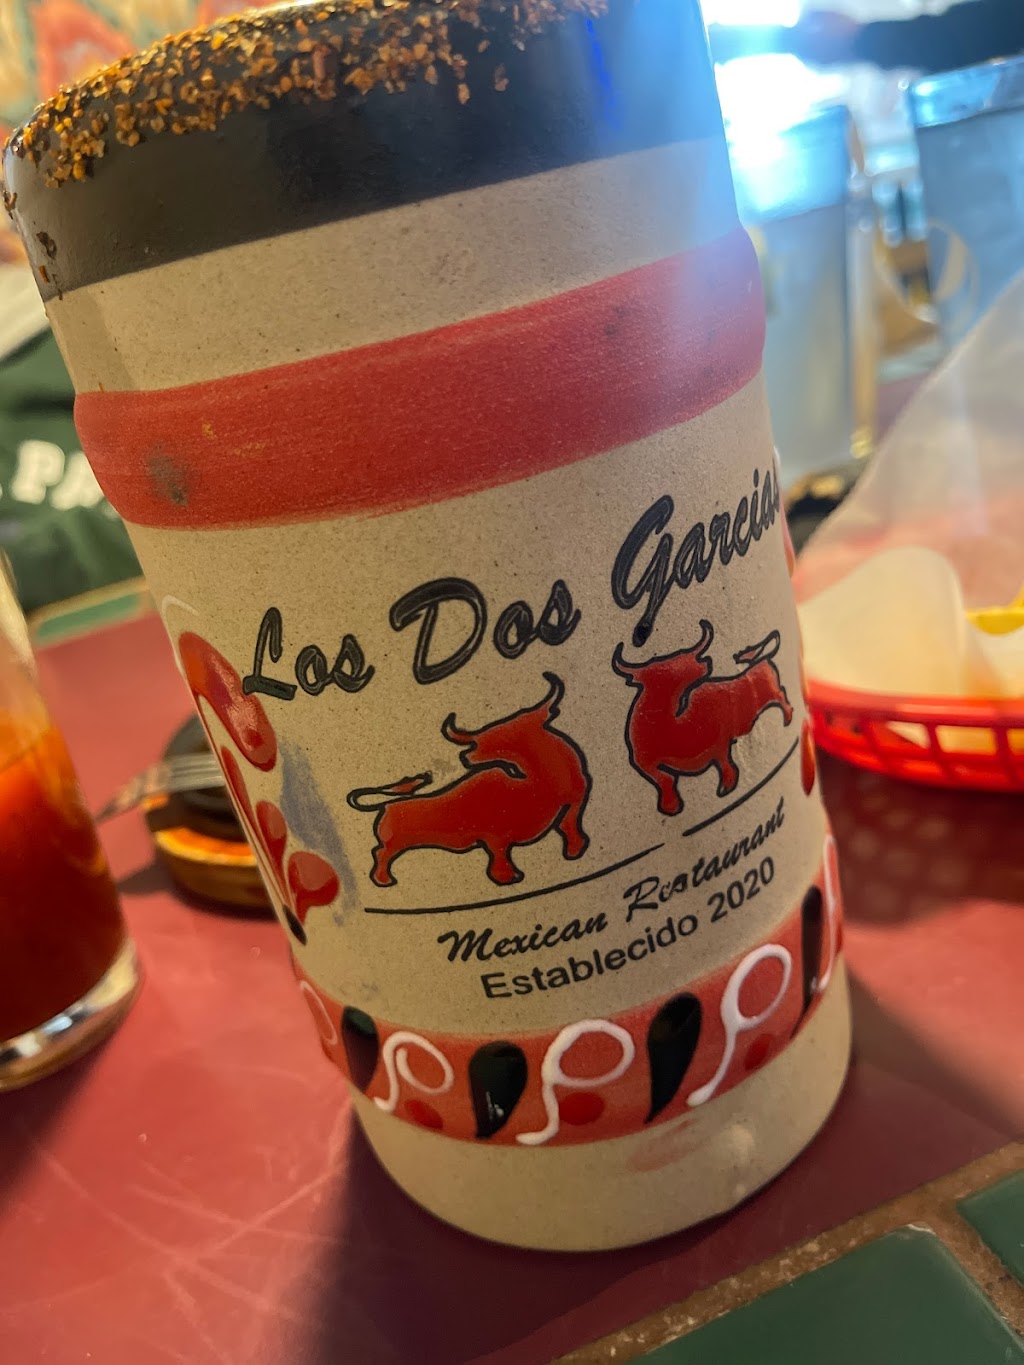 Los Dos Garcias
Mexican Restaurant
Establecido 2020